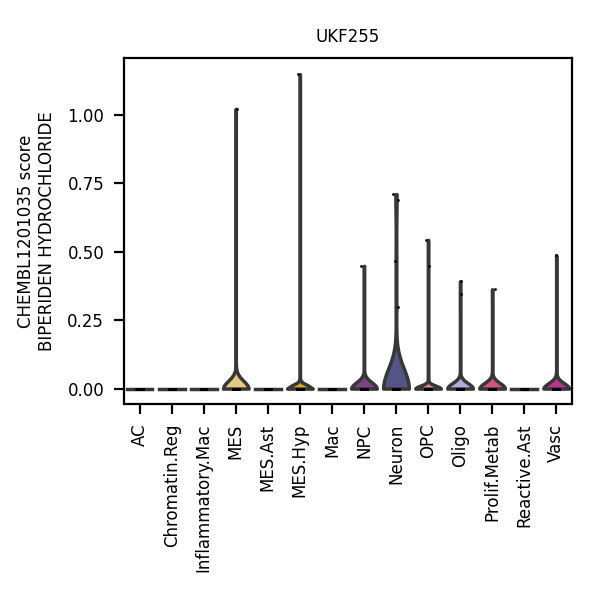 UKF255
CHEMBL1201035 score
BIPERIDEN HYDROCHLORIDE
1.00
0.75
0.50
0.25
0.00
AC
Chromatin.Reg
Inflammatory.Mac
MES
MES.Ast
MES.Hyp
Mac
NPC
Neuron
OPC
Oligo
Prolif.Metab
Reactive.Ast
Vasc